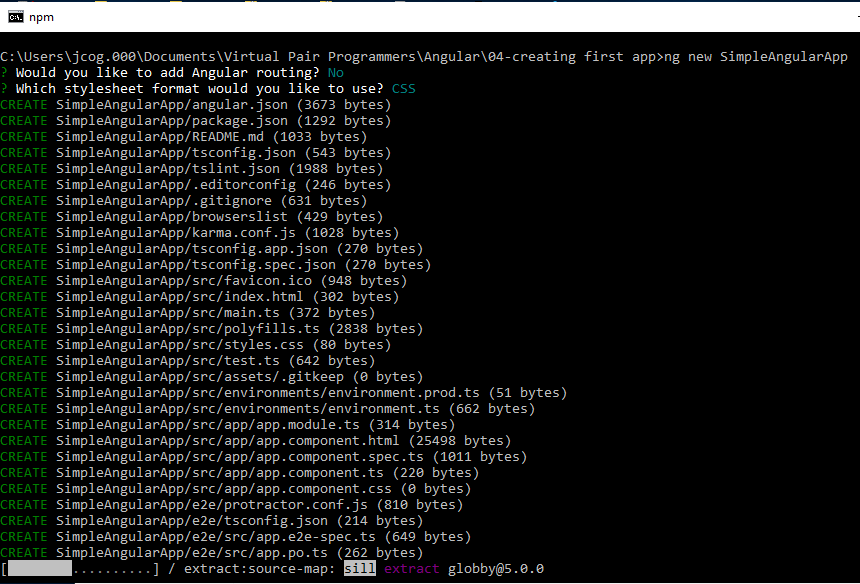 npm
C:\Users\jcog.000\Documents\Virtual Pair Programmers\Angular\04-creating first app>ng new SimpleAngularApp
? Would you like to add Angular routing? No
? Which stylesheet format would you like to use? CSS
CREATE SimpleAngularApp/angular.json (3673 bytes)
CREATE SimpleAngularApp/package.json (1292 bytes)
CREATE SimpleAngularApp/README.md (1033 bytes)
CREATE SimpleAngularApp/tsconfig.json (543 bytes)
CREATE SimpleAngularApp/tslint.json (1988 bytes)
CREATE SimpleAngularApp/.editorconfig (246 bytes)
CREATE SimpleAngularApp/.gitignore (631 bytes)
CREATE SimpleAngularApp/browserslist (429 bytes)
CREATE SimpleAngularApp/karma.conf.js (1028 bytes)
CREATE SimpleAngularApp/tsconfig.app.json (270 bytes)
CREATE SimpleAngularApp/tsconfig.spec.json (270 bytes)
CREATE SimpleAngularApp/src/favicon.ico (948 bytes)
CREATE SimpleAngularApp/src/index.html (302 bytes)
CREATE SimpleAngularApp/src/main.ts (372 bytes)
CREATE SimpleAngularApp/src/polyfills.ts (2838 bytes)
CREATE SimpleAngularApp/src/styles.css (80 bytes)
CREATE SimpleAngularApp/src/test.ts (642 bytes)
CREATE SimpleAngularApp/src/assets/.gitkeep (0 bytes)
CREATE SimpleAngularApp/src/environments/environment.prod.ts (51 bytes)
CREATE SimpleAngularApp/src/environments/environment.ts (662 bytes)
CREATE SimpleAngularApp/src/app/app.module.ts (314 bytes)
CREATE SimpleAngularApp/src/app/app.component.html (25498 bytes)
CREATE SimpleAngularApp/src/app/app.component.spec.ts (1011 bytes)
CREATE SimpleAngularApp/src/app/app.component.ts (220 bytes)
CREATE SimpleAngularApp/src/app/app.component.css (0 bytes)
CREATE SimpleAngularApp/e2e/protractor.conf.js (810 bytes)
CREATE SimpleAngularApp/e2e/tsconfig.json (214 bytes)
CREATE SimpleAngularApp/e2e/src/app.e2e-spec.ts (649 bytes)
CREATE SimpleAngularApp/e2e/src/app.po.ts (262 bytes)
[..........] / extract:source-map: sill extract globby@5.0.0